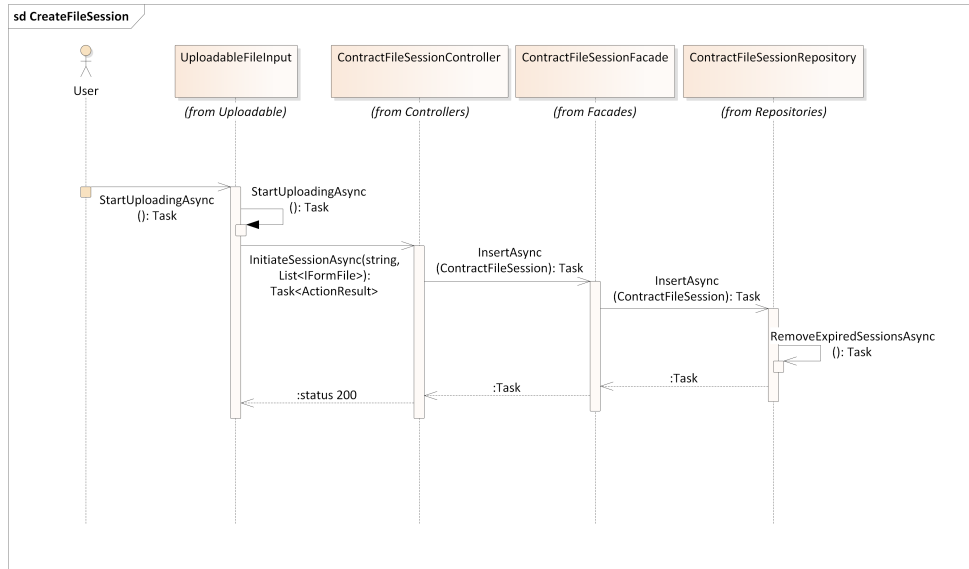 sd CreateFileSession
User
UploadableFileInput
(from Uploadable)
ContractFileSessionController
(from Controllers)
ContractFileSessionFacade
(from Facades)
ContractFileSessionRepository
(from Repositories)
StartUploadingAsync
(): Task
StartUploadingAsync
(): Task
InitiateSessionAsync(string,
List<IFormFile>):
Task<ActionResult>
InsertAsync
(ContractFileSession): Task
InsertAsync
(ContractFileSession): Task
RemoveExpiredSessionsAsync
(): Task
:Task
:Task
:status 200